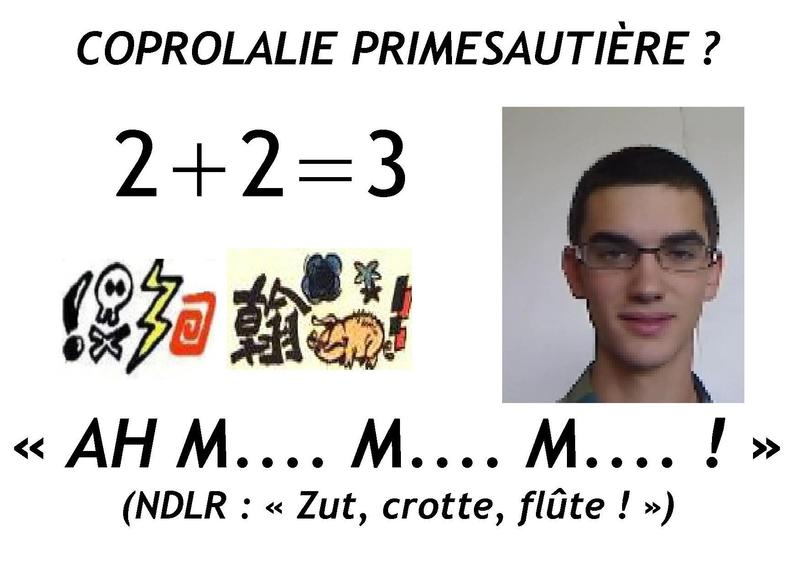 COPROLALIE PRIMESAUTIÈRE ?
2+2=3
« AH M.... M.... M.... ! »
(NDLR : « Zut, crotte, flûte ! »)